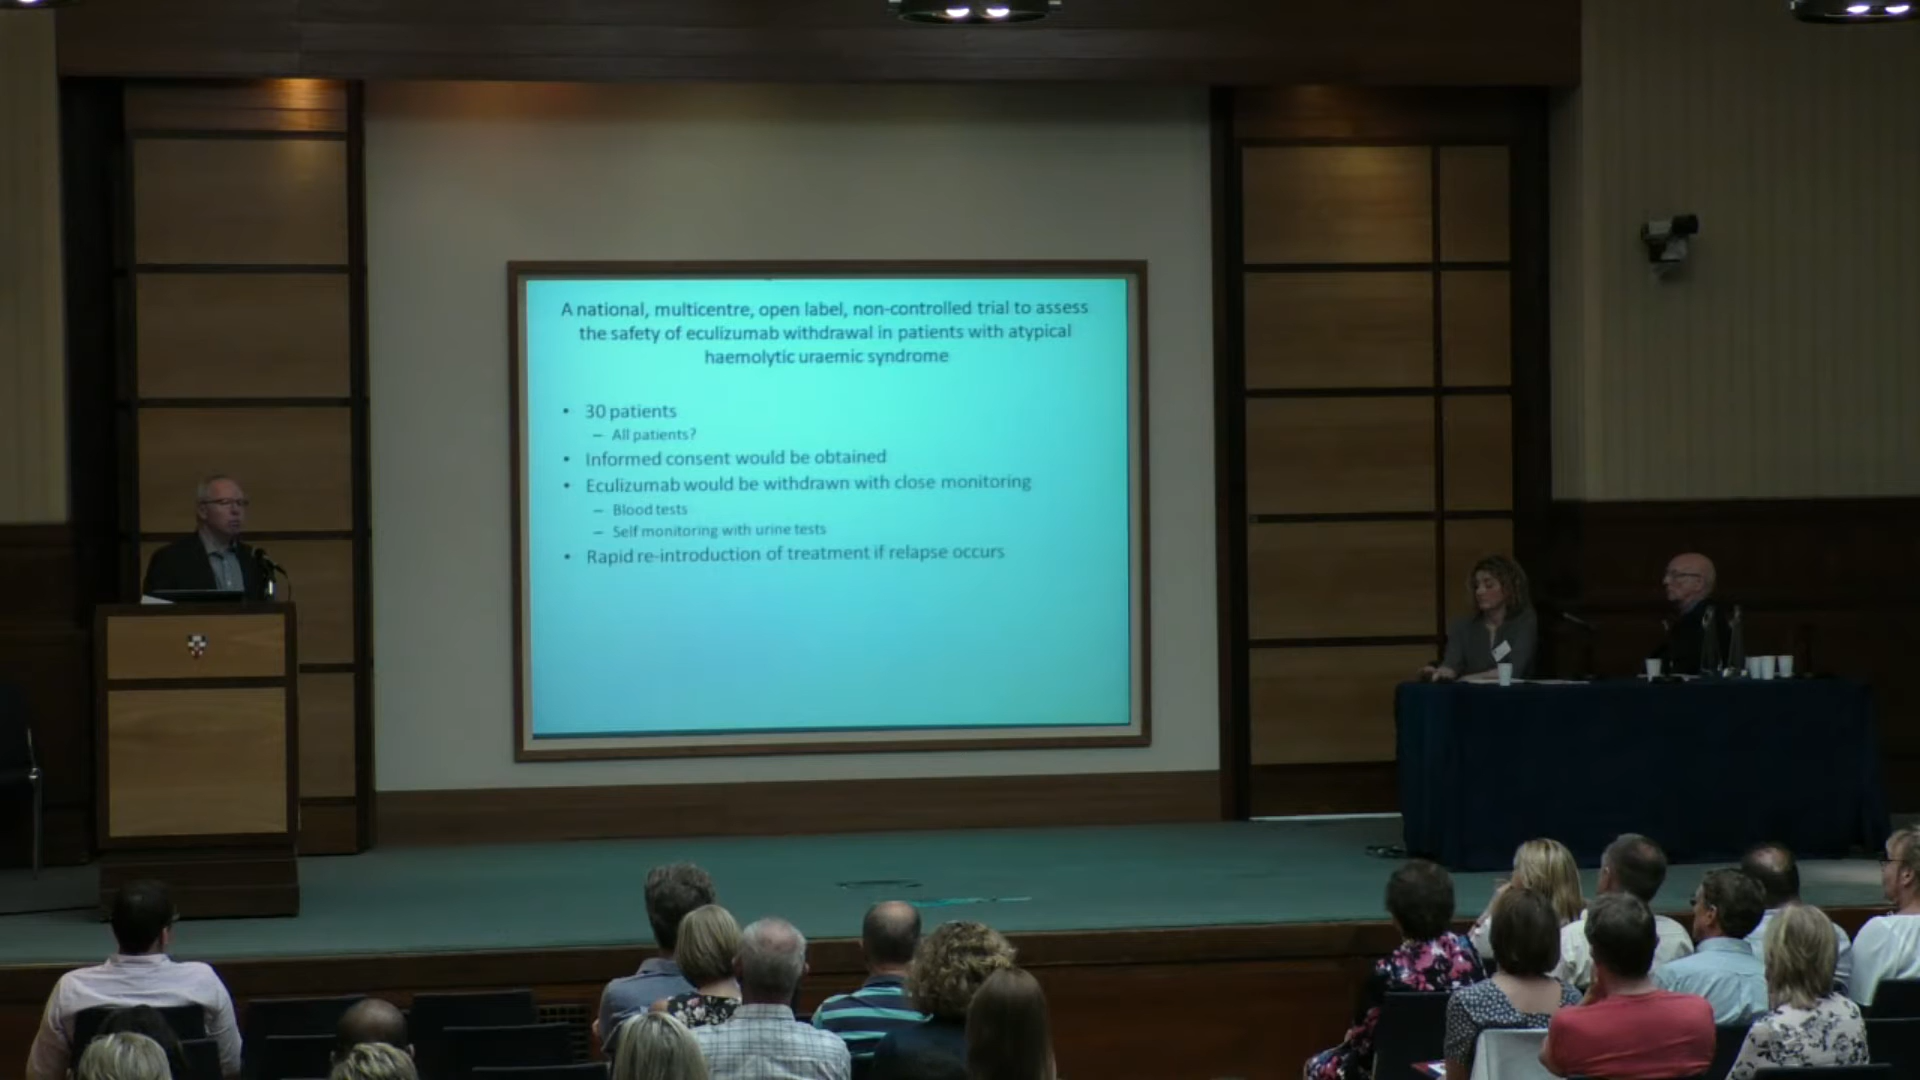 A national, multicentre, open label, non-controlled trial to assess
the safety of eculizumab withdrawal in patients with atypical
haemolytic uraemic syndrome
• 30 patients
– All patients?
• Informed consent would be obtained
• Eculizumab would be withdrawn with close monitoring
– Blood tests
– Self monitoring with urine tests
• Rapid re-introduction of treatment if relapse occurs